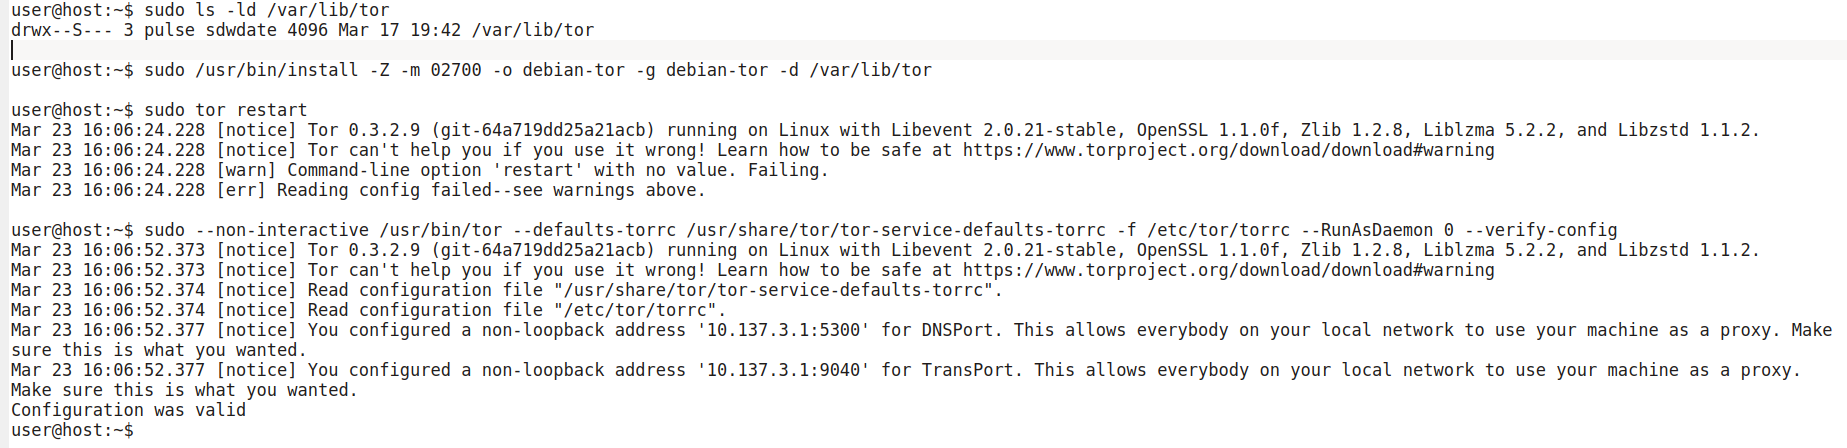 user@host:~$ sudo ls -ld /var/lib/tor
drwx--S--- 3 pulse sdwdate 4096 Mar 17 19:42 /var/lib/tor
user@host:~$ sudo /usr/bin/install -Z -m 02700 -o debian-tor -g debian-tor -d /var/lib/tor
user@host:~$ sudo tor restart
Mar 23 16:06:24.228 [notice] Tor 0.3.2.9 (git-64a719dd25a21acb) running on Linux with Libevent 2.0.21-stable, OpenSSL 1.1.0f, Zlib 1.2.8, Liblzma 5.2.2, and Libzstd 1.1.2.
Mar 23 16:06:24.228 [notice] Tor can't help you if you use it wrong! Learn how to be safe at https://www.torproject.org/download/download#warning
Mar 23 16:06:24.228 [warn] Command-line option 'restart' with no value. Failing.
Mar 23 16:06:24.228 [err] Reading config failed--see warnings above.
user@host:~$ sudo --non-interactive /usr/bin/tor --defaults-torrc /usr/share/tor/tor-service-defaults-torrc -f /etc/tor/torrc --RunAsDaemon 0 --verify-config
Mar 23 16:06:52.373 [notice] Tor 0.3.2.9 (git-64a719dd25a21acb) running on Linux with Libevent 2.0.21-stable, OpenSSL 1.1.0f, Zlib 1.2.8, Liblzma 5.2.2, and Libzstd 1.1.2.
Mar 23 16:06:52.373 [notice] Tor can't help you if you use it wrong! Learn how to be safe at https://www.torproject.org/download/download#warning
Mar 23 16:06:52.374 [notice] Read configuration file "/usr/share/tor/tor-service-defaults-torrc".
Mar 23 16:06:52.374 [notice] Read configuration file "/etc/tor/torrc".
Mar 23 16:06:52.377 [notice] You configured a non-loopback address '10.137.3.1:5300' for DNSPort. This allows everybody on your local network to use your machine as a proxy. Make
sure this is what you wanted.
Mar 23 16:06:52.377 [notice] You configured a non-loopback address '10.137.3.1:9040' for TransPort. This allows everybody on your local network to use your machine as a proxy.
Make sure this is what you wanted.
Configuration was valid
user@host:~$